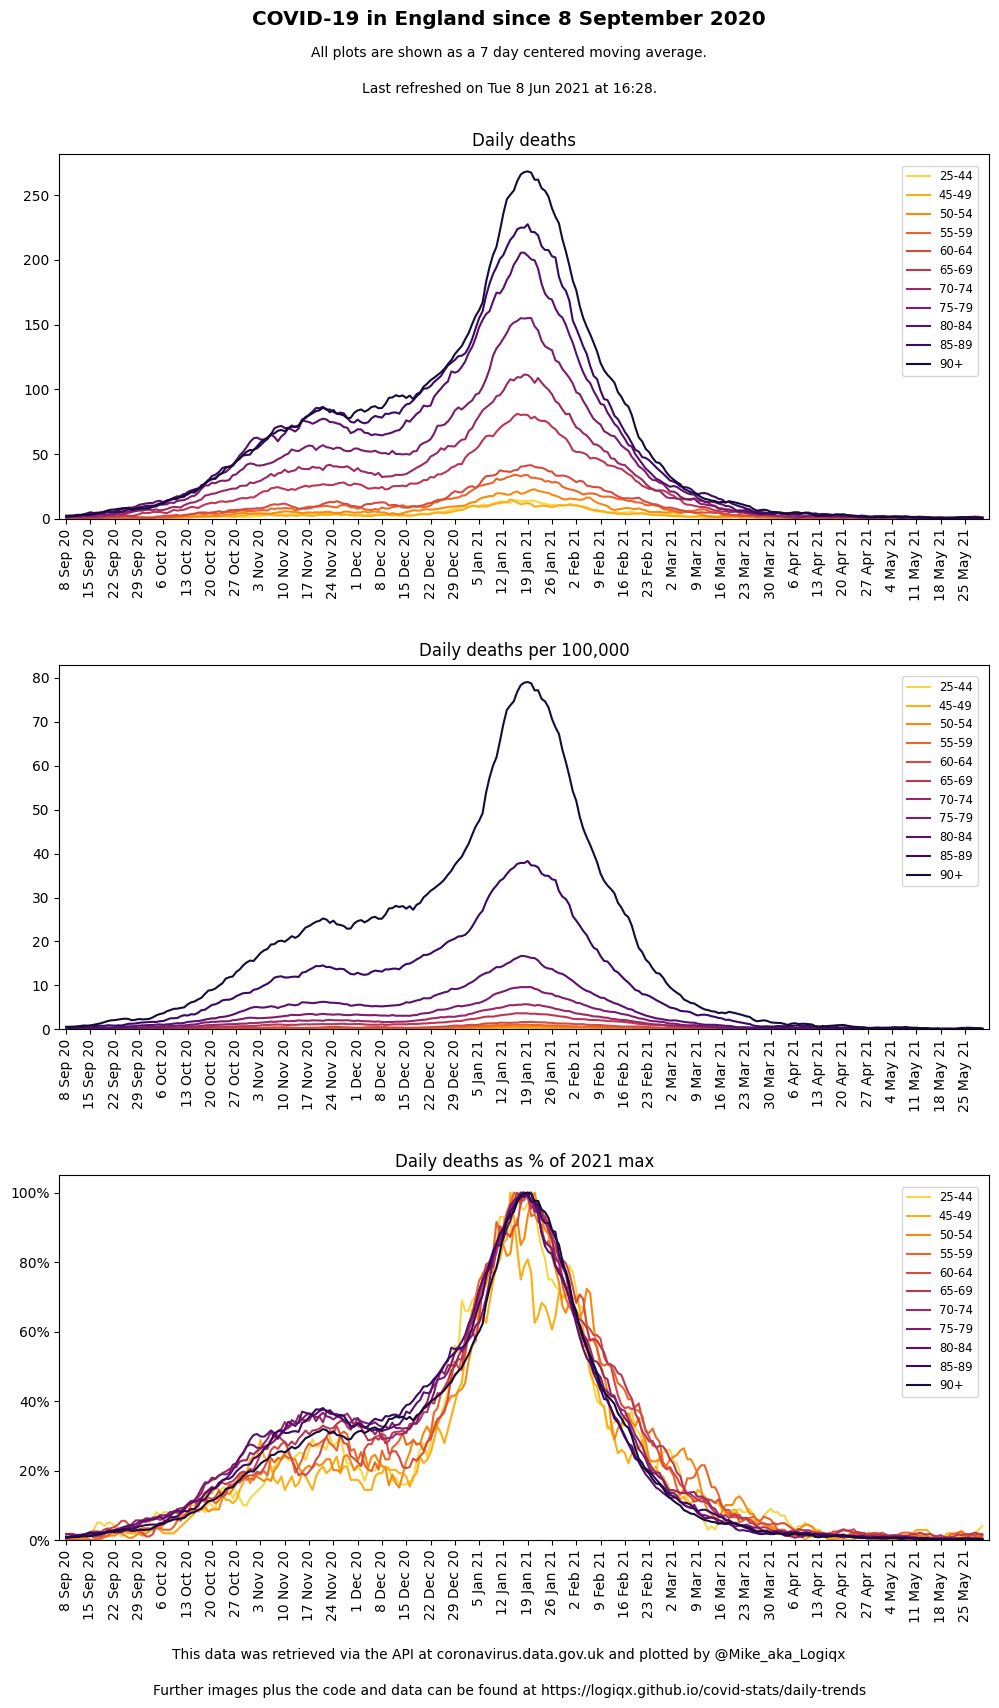 COVID-19 in England since 8 September 2020
All plots are shown as a 7 day centered moving average.
Last refreshed on Tue 8 Jun 2021 at 16:28.
Daily deaths
250
200
150
100
50
0
25-44
45-49
50-54
55-59
60-64
65-69
70-74
75-79
80-84
85-89
90+
8 Sep 20
15 Sep 20
22 Sep 20
29 Sep 20
6 Oct 20
13 Oct 20
20 Oct 20
27 Oct 20
3 Nov 20
10 Nov 20
17 Nov 20
24 Nov 20
1 Dec 20
8 Dec 20
15 Dec 20
22 Dec 20
29 Dec 20
5 Jan 21
12 Jan 21
19 Jan 21
26 Jan 21
2 Feb 21
9 Feb 21
16 Feb 21
23 Feb 21
2 Mar 21
9 Mar 21
16 Mar 21
23 Mar 21
30 Mar 21
6 Apr 21
13 Apr 21
20 Apr 21
27 Apr 21
4 May 21
11 May 21
18 May 21
25 May 21
Daily deaths per 100,000
80
70
60
50
40
30
20
10
0
25-44
45-49
50-54
55-59
60-64
65-69
70-74
75-79
80-84
85-89
90+
8 Sep 20
15 Sep 20
22 Sep 20
29 Sep 20
6 Oct 20
13 Oct 20
20 Oct 20
27 Oct 20
3 Nov 20
10 Nov 20
17 Nov 20
24 Nov 20
1 Dec 20
8 Dec 20
15 Dec 20
22 Dec 20
29 Dec 20
5 Jan 21
12 Jan 21
19 Jan 21
26 Jan 21
2 Feb 21
9 Feb 21
16 Feb 21
23 Feb 21
2 Mar 21
9 Mar 21
16 Mar 21
23 Mar 21
30 Mar 21
6 Apr 21
13 Apr 21
20 Apr 21
27 Apr 21
4 May 21
11 May 21
18 May 21
25 May 21
Daily deaths as % of 2021 max
100%
80%
60%
40%
20%
0%
25-44
45-49
50-54
55-59
60-64
65-69
70-74
75-79
80-84
85-89
90+
8 Sep 20
15 Sep 20
22 Sep 20
29 Sep 20
6 Oct 20
13 Oct 20
20 Oct 20
27 Oct 20
3 Nov 20
10 Nov 20
17 Nov 20
24 Nov 20
1 Dec 20
8 Dec 20
15 Dec 20
22 Dec 20
29 Dec 20
5 Jan 21
12 Jan 21
19 Jan 21
26 Jan 21
2 Feb 21
9 Feb 21
16 Feb 21
23 Feb 21
2 Mar 21
9 Mar 21
16 Mar 21
23 Mar 21
30 Mar 21
6 Apr 21
13 Apr 21
20 Apr 21
27 Apr 21
4 May 21
11 May 21
18 May 21
25 May 21
This data was retrieved via the API at coronavirus.data.gov.uk and plotted by @Mike_aka_Logiqx
Further images plus the code and data can be found at https://logiqx.github.io/covid-stats/daily-trends